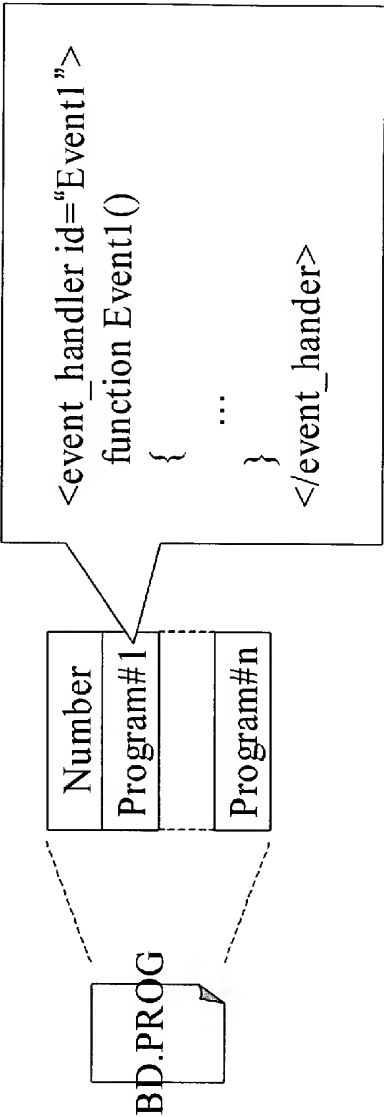 BD.PROG
Number
Program#1
Program#n
<event_handler id=“Event1”>
function Event1()
{
...
}
</event_hander>